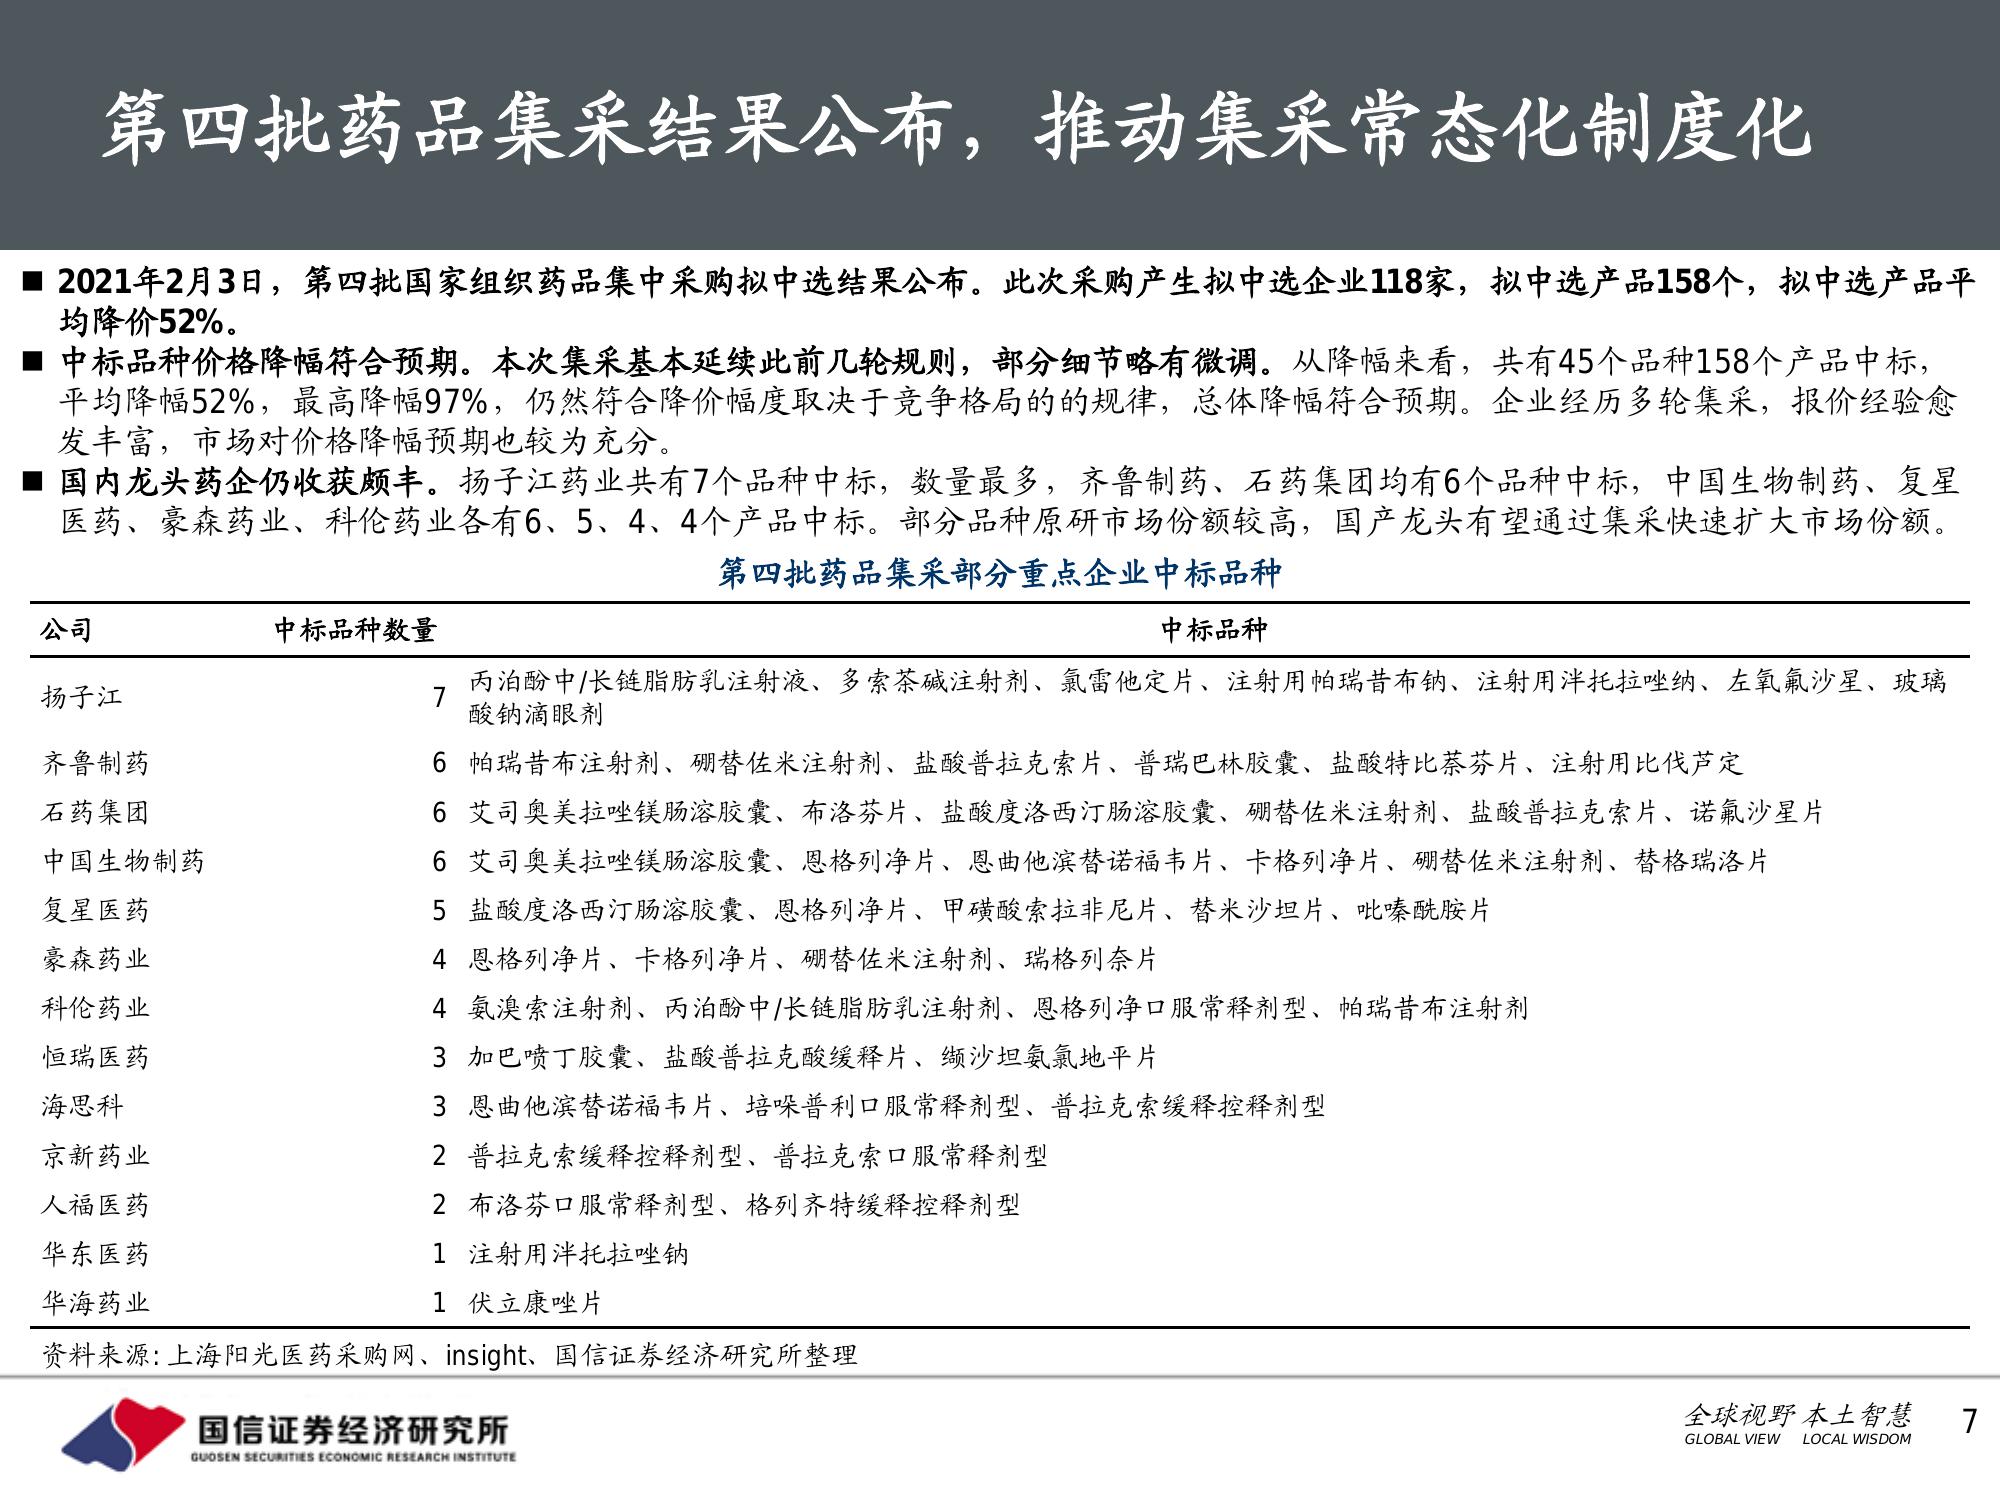 第四批药品集采结果公布，推动集采常态化制度化
■ 2021年2月3日，第四批国家组织药品集中采购拟中选结果公布。此次采购产生拟中选企业118家，拟中选产品158个，拟中选产品平
均降价52%。
■ 中标品种价格降幅符合预期。本次集采基本延续此前几轮规则，部分细节略有微调。从降幅来看，共有45个品种158个产品中标，
平均降幅52%，最高降幅97%，仍然符合降价幅度取决于竞争格局的的规律，总体降幅符合预期。企业经历多轮集采，报价经验愈
发丰富，市场对价格降幅预期也较为充分。
■ 国内龙头药企仍收获颇丰。扬子江药业共有7个品种中标，数量最多，齐鲁制药、石药集团均有6个品种中标，中国生物制药、复星
医药、豪森药业、科伦药业各有6、5、4、4个产品中标。部分品种原研市场份额较高，国产龙头有望通过集采快速扩大市场份额。
第四批药品集采部分重点企业中标品种
公司 中标品种数量 中标品种
扬子江 7 丙泊酚中/长链脂肪乳注射液、多索茶碱注射剂、氯雷他定片、注射用帕瑞昔布钠、注射用泮托拉唑纳、左氧氟沙星、玻璃
酸钠滴眼剂
齐鲁制药 6 帕瑞昔布注射剂、硼替佐米注射剂、盐酸普拉克索片、普瑞巴林胶囊、盐酸特比萘芬片、注射用比伐芦定
石药集团 6 艾司奥美拉唑镁肠溶胶囊、布洛芬片、盐酸度洛西汀肠溶胶囊、硼替佐米注射剂、盐酸普拉克索片、诺氟沙星片
中国生物制药 6 艾司奥美拉唑镁肠溶胶囊、恩格列净片、恩曲他滨替诺福韦片、卡格列净片、硼替佐米注射剂、替格瑞洛片
复星医药 5 盐酸度洛西汀肠溶胶囊、恩格列净片、甲磺酸索拉非尼片、替米沙坦片、吡嗪酰胺片
豪森药业 4 恩格列净片、卡格列净片、硼替佐米注射剂、瑞格列奈片
科伦药业 4 氨溴索注射剂、丙泊酚中/长链脂肪乳注射剂、恩格列净口服常释剂型、帕瑞昔布注射剂
恒瑞医药 3 加巴喷丁胶囊、盐酸普拉克酸缓释片、缬沙坦氨氯地平片
海思科 3 恩曲他滨替诺福韦片、培哚普利口服常释剂型、普拉克索缓释控释剂型
京新药业 2 普拉克索缓释控释剂型、普拉克索口服常释剂型
人福医药 2 布洛芬口服常释剂型、格列齐特缓释控释剂型
华东医药 1 注射用泮托拉唑钠
华海药业 1 伏立康唑片
资料来源: 上海阳光医药采购网、insight、国信证券经济研究所整理
国信证券经济研究所
GUOSEN SECURITIES ECONOMIC RESEARCH INSTITUTE
全球视野 本土智慧
GLOBAL VIEW LOCAL WISDOM
7